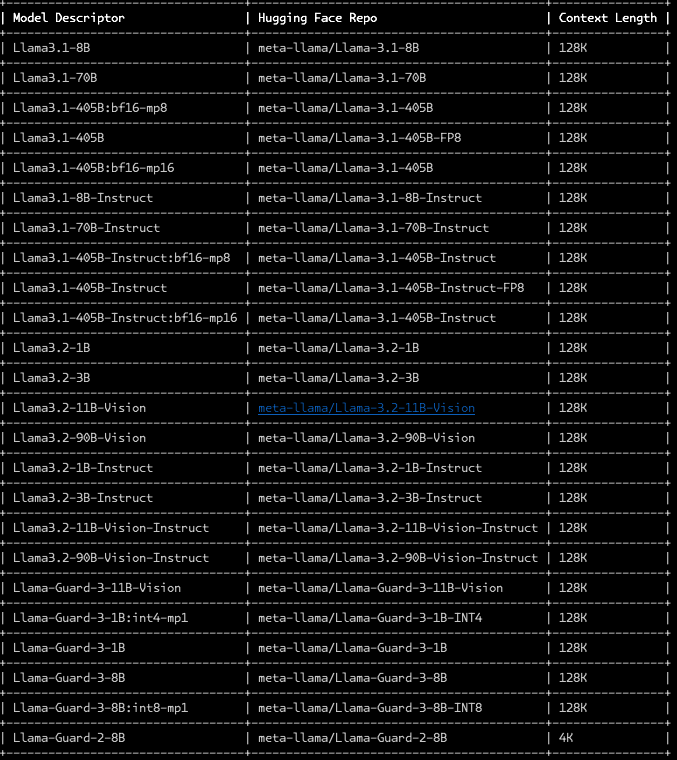 | Model Descriptor | Hugging Face Repo | Context Length |
| Llama3.1-8B | meta-llama/Llama-3.1-8B | 128K |
| Llama3.1-70B | meta-llama/Llama-3.1-70B | 128K |
| Llama3.1-405B:bf16-mp8 | meta-llama/Llama-3.1-405B | 128K |
| Llama3.1-405B | meta-llama/Llama-3.1-405B-FP8 | 128K |
| Llama3.1-405B:bf16-mp16 | meta-llama/Llama-3.1-405B | 128K |
| Llama3.1-8B-Instruct | meta-llama/Llama-3.1-8B-Instruct | 128K |
| Llama3.1-70B-Instruct | meta-llama/Llama-3.1-70B-Instruct | 128K |
| Llama3.1-405B-Instruct:bf16-mp8 | meta-llama/Llama-3.1-405B-Instruct | 128K |
| Llama3.1-405B-Instruct | meta-llama/Llama-3.1-405B-Instruct-FP8 | 128K |
| Llama3.1-405B-Instruct:bf16-mp16 | meta-llama/Llama-3.1-405B-Instruct | 128K |
| Llama3.2-1B | meta-llama/Llama-3.2-1B | 128K |
| Llama3.2-3B | meta-llama/Llama-3.2-3B | 128K |
| Llama3.2-11B-Vision | meta-llama/Llama-3.2-11B-Vision | 128K |
| Llama3.2-90B-Vision | meta-llama/Llama-3.2-90B-Vision | 128K |
| Llama3.2-1B-Instruct | meta-llama/Llama-3.2-1B-Instruct | 128K |
| Llama3.2-3B-Instruct | meta-llama/Llama-3.2-3B-Instruct | 128K |
| Llama3.2-11B-Vision-Instruct | meta-llama/Llama-3.2-11B-Vision-Instruct | 128K |
| Llama3.2-90B-Vision-Instruct | meta-llama/Llama-3.2-90B-Vision-Instruct | 128K |
| Llama-Guard-3-11B-Vision | meta-llama/Llama-Guard-3-11B-Vision | 128K |
| Llama-Guard-3-1B:int4-mp1 | meta-llama/Llama-Guard-3-1B-INT4 | 128K |
| Llama-Guard-3-1B | meta-llama/Llama-Guard-3-1B | 128K |
| Llama-Guard-3-8B | meta-llama/Llama-Guard-3-8B | 128K |
| Llama-Guard-3-8B:int8-mp1 | meta-llama/Llama-Guard-3-8B-INT8 | 128K |
| Llama-Guard-2-8B | meta-llama/Llama-Guard-2-8B | 4K |